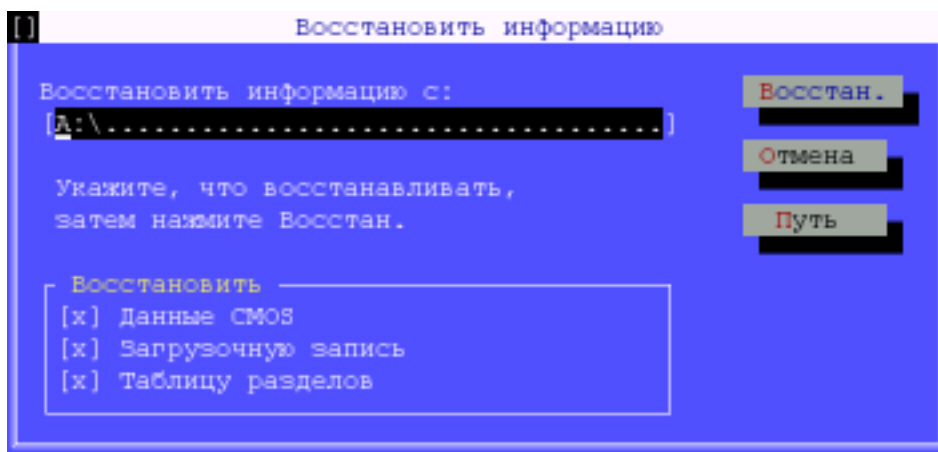 [] Восстановить информацию
Восстановить информацию с:
[A:\...................................]
Укажите, что восстанавливать,
затем нажмите Восстан.
Восстановить
[x] Данные CMOS
[x] Загрузочную запись
[x] Таблицу разделов
Восстан.
Отмена
Путь